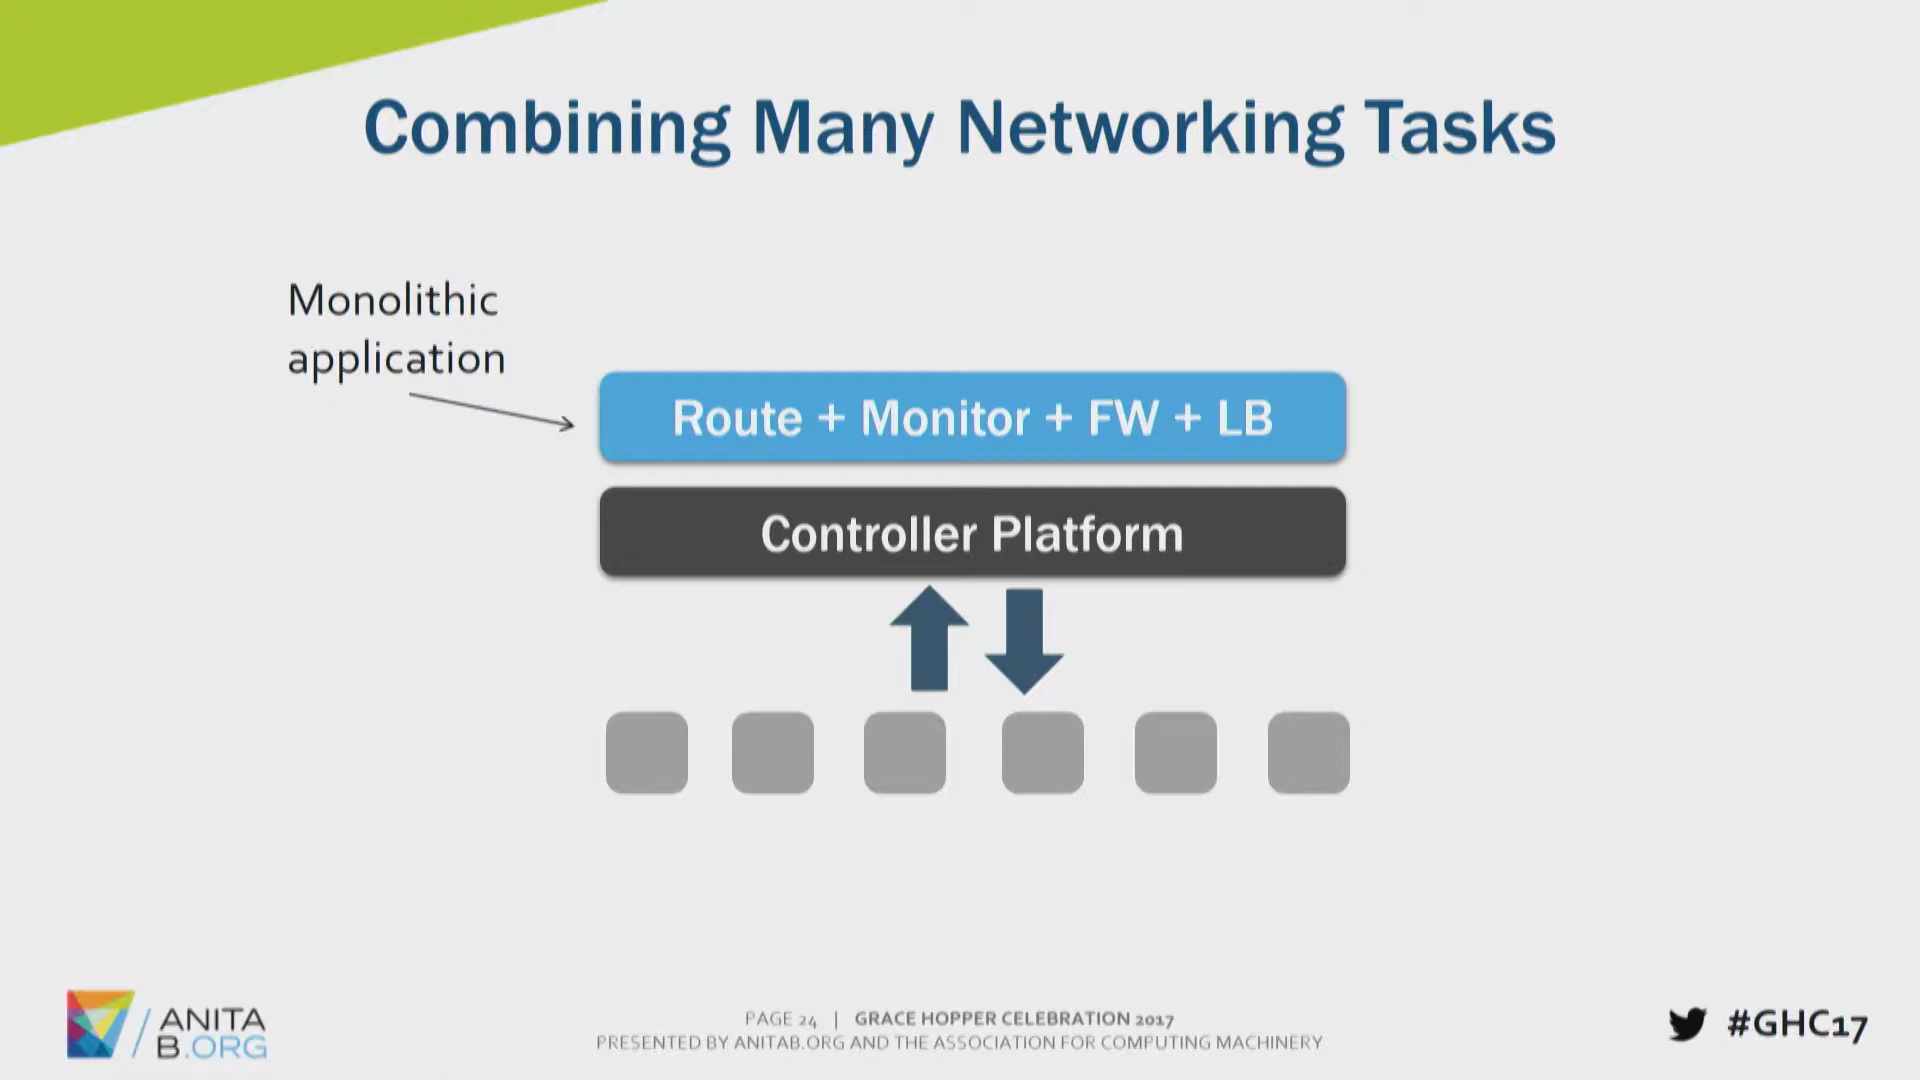 Combining Many Networking Tasks
Monolithic
application
Route + Monitor + FW + LB
Controller Platform
ANITA
B.ORG
PAGE 24 | GRACE HOPPER CELEBRATION 2017
PRESENTED BY ANITAB.ORG AND THE ASSOCIATION FOR COMPUTING MACHINERY
#GHC17